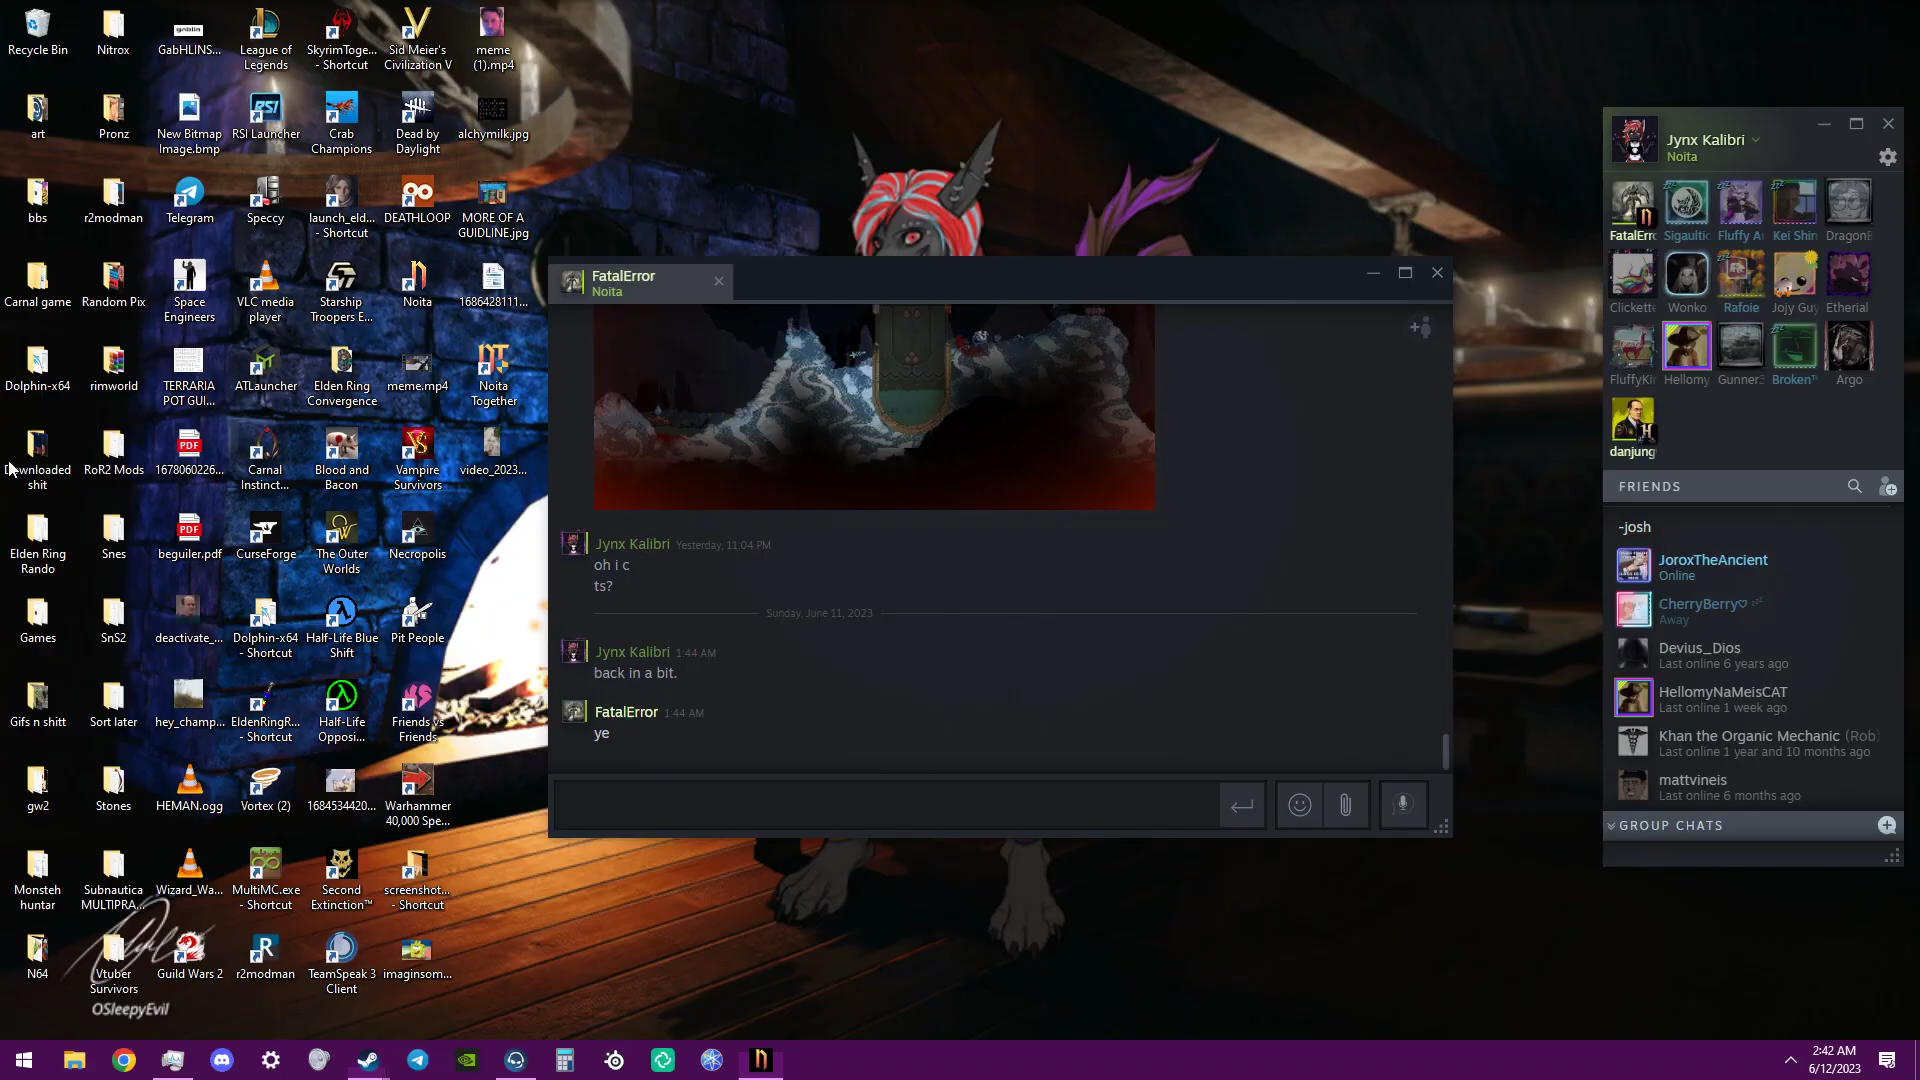 Recycle Bin
Nitrox
GabHLINS...
League of
Legends
SkyrimToge...
- Shortcut
Sid Meier's
Civilization V
meme
(1).mp4
art
Pronz
New Bitmap
Image.bmp
RSI Launcher
Crab
Champions
Dead by
Daylight
alchymilk.jpg
bbs
r2modman
Telegram
Speccy
launch_eld...
- Shortcut
DEATHLOOP
MORE OF A
GUIDLINE.jpg
Carnal game
Random Pix
Space
Engineers
VLC media
player
Starship
Troopers E...
Noita
1686428111...
Dolphin-x64
rimworld
TERRARIA
POT GUI...
ATLauncher
Elden Ring
Convergence
meme.mp4
Noita
Together
Downloaded
shit
RoR2 Mods
1678060226...
Carnal
Instinct...
Blood and
Bacon
Vampire
Survivors
video_2023...
Elden Ring
Rando
Snes
beguiler.pdf
CurseForge
The Outer
Worlds
Necropolis
Games
SnS2
deactivate_...
Dolphin-x64
- Shortcut
Half-Life Blue
Shift
Pit People
Gifs n shitt
Sort later
hey_champ...
EldenRingR...
- Shortcut
Half-Life
Opposi...
Friends vs
Friends
gw2
Stones
HEMAN.ogg
Vortex (2)
1684534420...
Warhammer
40,000 Spe...
Monsteh
huntar
Subnautica
MULTIPRA...
Wizard_Wa...
MultiMC.exe
- Shortcut
Second
Extinction™
screenshot...
- Shortcut
N64
Vtuber
Survivors
Guild Wars 2
r2modman
TeamSpeak 3
Client
imaginsom...
OSleepyEvil
FatalError
Noita
Jynx Kalibri Yesterday, 11:04 PM
oh i c
ts?
Sunday, June 11, 2023
Jynx Kalibri 1:44 AM
back in a bit.
FatalError 1:44 AM
ye
Jynx Kalibri
Noita
FatalErro
Sigaultic
Fluffy A
Kei Shin
DragonE
Clickette
Wonko
Rafoie
Jojy Guy
Etherial
FluffyKin
Hellomy
Gunner
Broken
Argo
danjung
FRIENDS
-josh
JoroxTheAncient
Online
CherryBerry♡ zzz
Away
Devius_Dios
Last online 6 years ago
HellomyNaMeisCAT
Last online 1 week ago
Khan the Organic Mechanic (Rob)
Last online 1 year and 10 months ago
mattvineis
Last online 6 months ago
GROUP CHATS
2:42 AM
6/12/2023